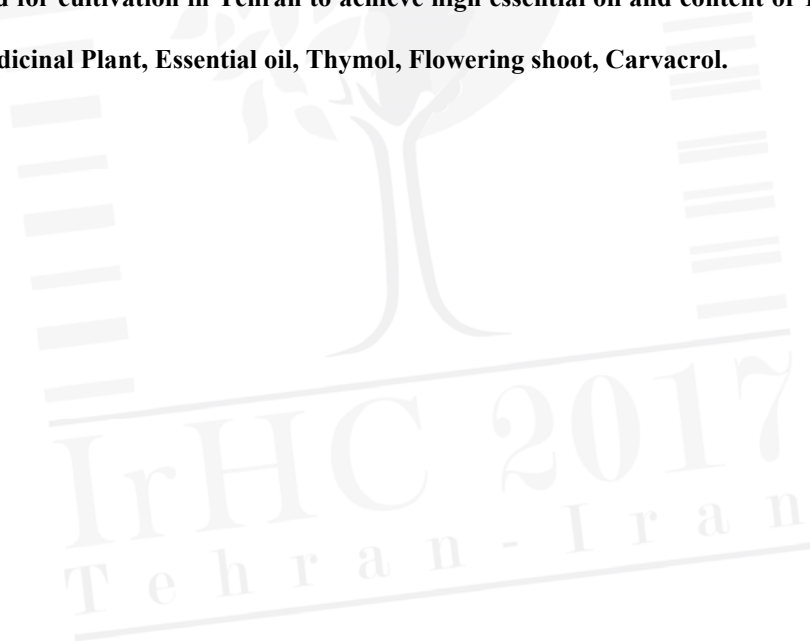 for cultivation in Tehran to achieve high essential oil and content of
Plant, Essential oil, Thymol, Flowering shoot, Carvacrol.
IrHC 2017
Tehran-Iran